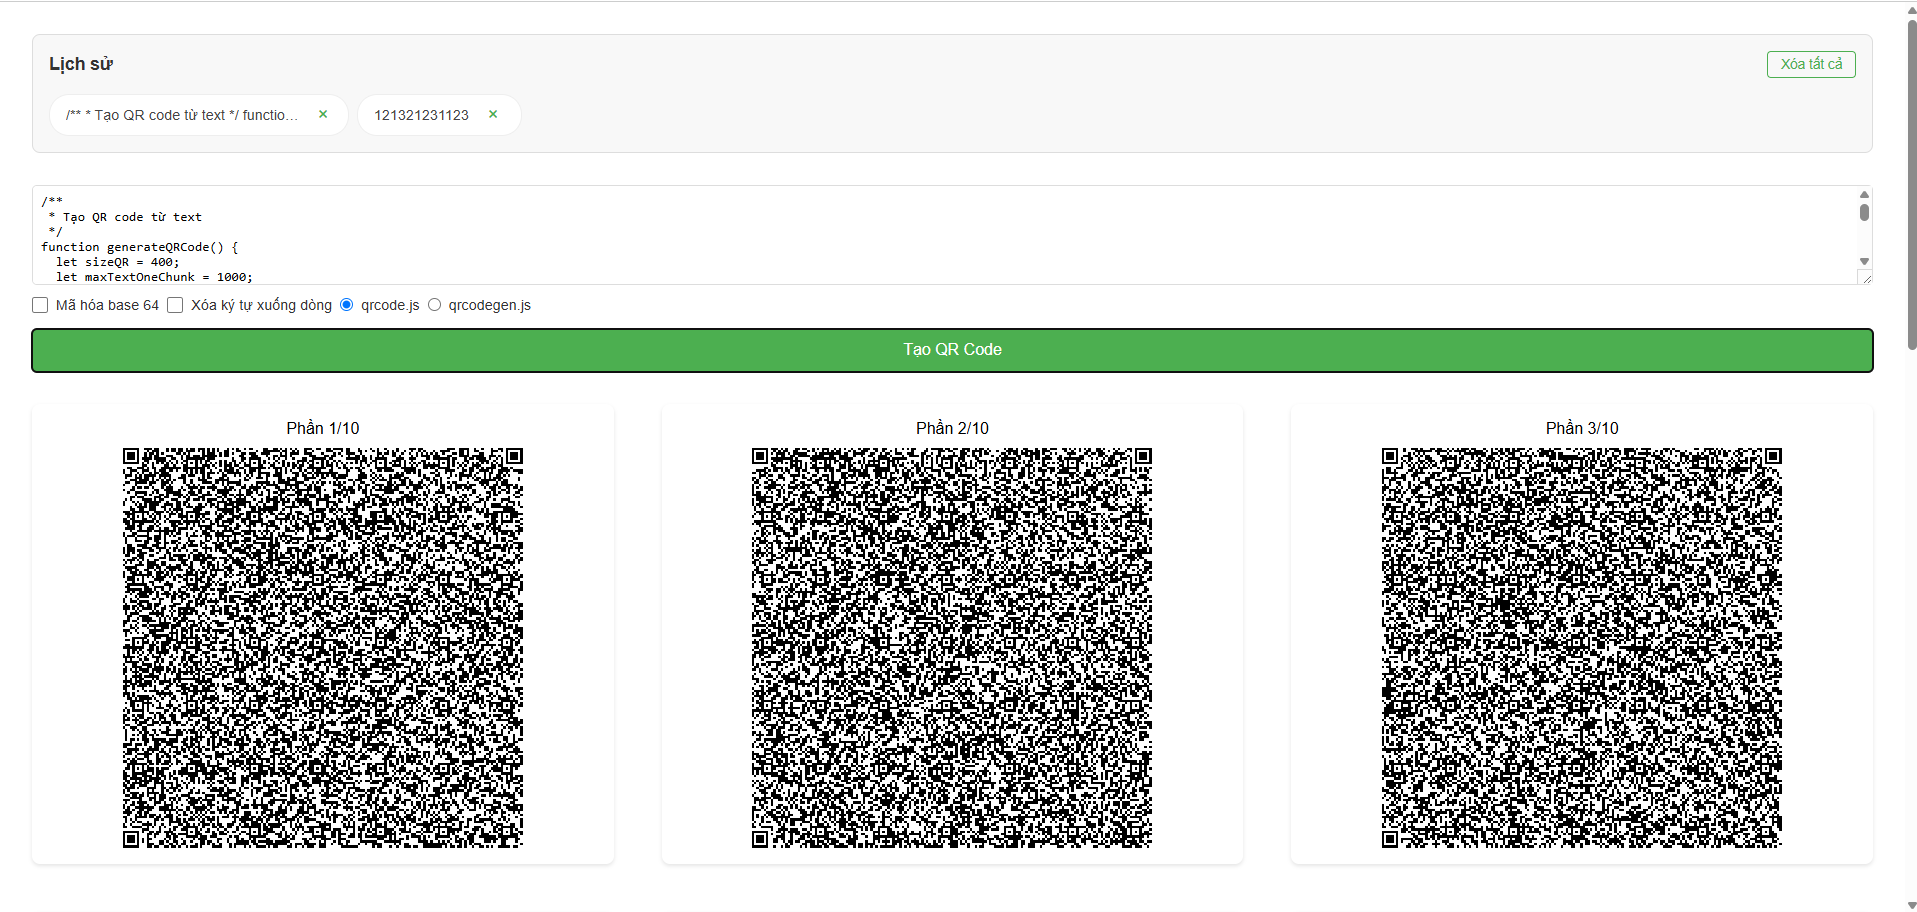 Lịch sử
Xóa tất cả
/** * Tạo QR code từ text */ functio... ×
121321231123 ×
/**
 * Tạo QR code từ text
 */
function generateQRCode() {
  let sizeQR = 400;
  let maxTextOneChunk = 1000;
Mã hóa base 64 Xóa ký tự xuống dòng qrcode.js qrcodegen.js
Tạo QR Code
Phần 1/10
Phần 2/10
Phần 3/10